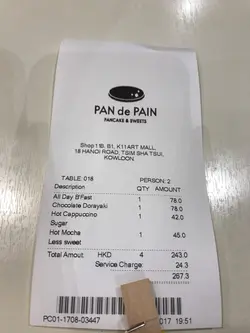 PAN DE PAIN
PANCAKE & SWEETS
Shop 116, B1, K11 ART MALL,
18 HANOI ROAD, TSIM SHA TSUI,
KOWLOON.
TABLE: 016 PERSON: 2
Description QTY AMOUNT
All Day B'Fast 1 78.0
Chocolate Dorayaki 1 78.0
Hot Cappuccino 1 42.0
Sugar
Hot Mocha 1 45.0
Less sweet
Total Amount: HKD 4 243.0
Service Charge: 24.3
267.3
PC01-1708-03447 2017 19:51